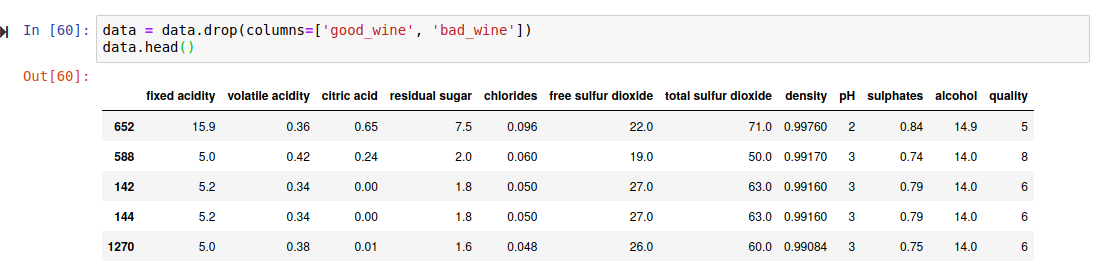 In [60]: data = data.drop(columns=['good_wine', 'bad_wine'])
data.head()
Out[60]:
fixed acidity volatile acidity citric acid residual sugar chlorides free sulfur dioxide total sulfur dioxide density pH sulphates alcohol quality
652 15.9 0.36 0.65 7.5 0.096 22.0 71.0 0.99760 2 0.84 14.9 5
588 5.0 0.42 0.24 2.0 0.060 19.0 50.0 0.99170 3 0.74 14.0 8
142 5.2 0.34 0.00 1.8 0.050 27.0 63.0 0.99160 3 0.79 14.0 6
144 5.2 0.34 0.00 1.8 0.050 27.0 63.0 0.99160 3 0.79 14.0 6
1270 5.0 0.38 0.01 1.6 0.048 26.0 60.0 0.99084 3 0.75 14.0 6